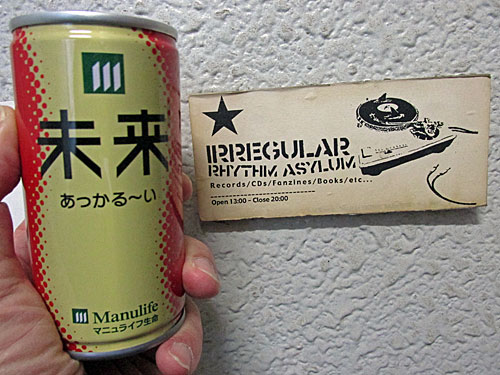 未来
あっかる〜い
Manulife
マニュライフ生命
IRREGULAR
RHYTHM ASYLUM
Records/CDs/Fanzines/Books/etc...
Open 13:00 - Close 20:00